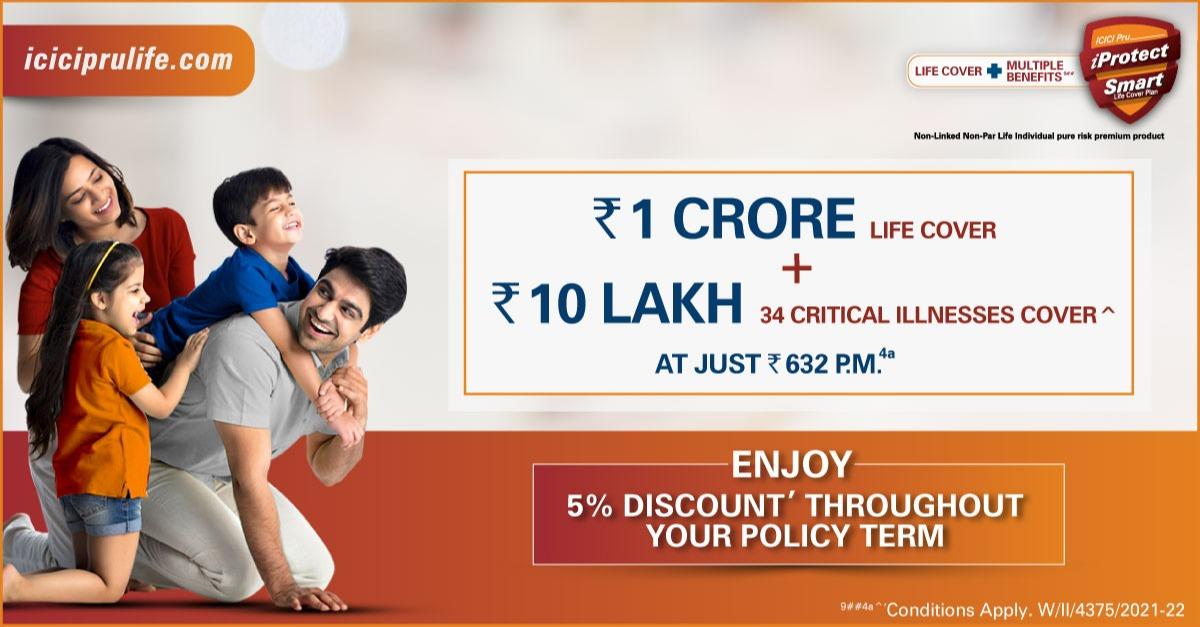 iciciprulife.com
LIFE COVER + MULTIPLE
BENEFITS
ICICI Pru
iProtect
Smart
Life Cover Plan
Non-Linked Non-Par Life Individual pure risk premium product
₹ 1 CRORE LIFE COVER
+
₹ 10 LAKH 34 CRITICAL ILLNESSES COVER ^
AT JUST ₹ 632 P.M.4a
ENJOY
5% DISCOUNT′ THROUGHOUT
YOUR POLICY TERM
9##4a^′Conditions Apply. W/II/4375/2021-22